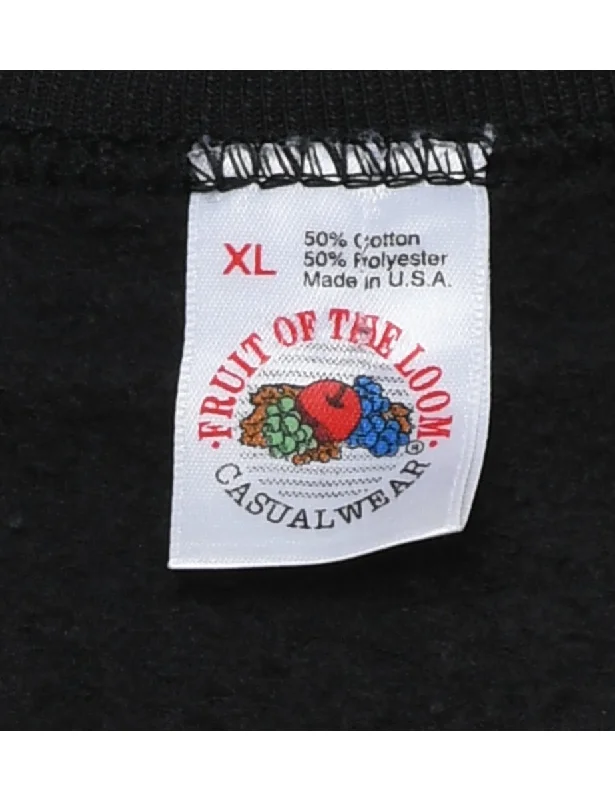 XL
50% Cotton
50% Polyester
Made in U.S.A.
·FRUIT OF THE LOOM.
®
CASUALWEAR